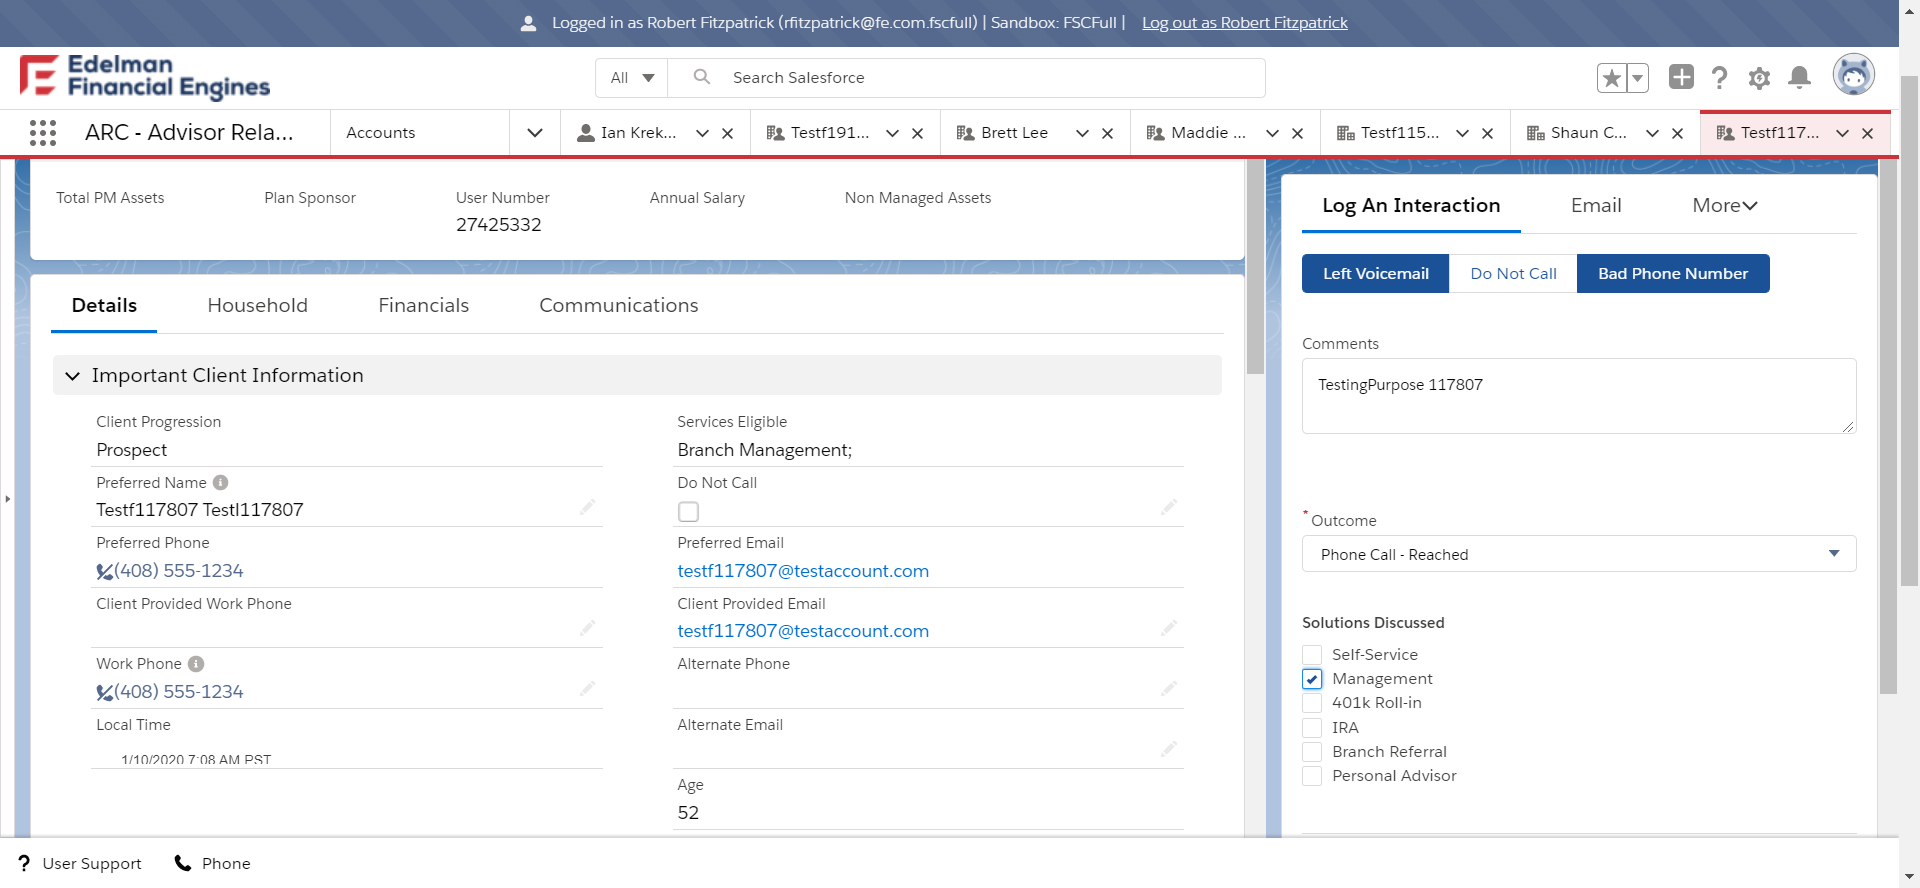 Logged in as Robert Fitzpatrick (rfitzpatrick@fe.com.fscfull) | Sandbox: FSCFull | Log out as Robert Fitzpatrick
Edelman
Financial Engines
All
Search Salesforce
ARC - Advisor Rela...
Accounts
Ian Krek...
Testf191...
Brett Lee
Maddie ...
Testf115...
Shaun C...
Testf117...
Total PM Assets
Plan Sponsor
User Number
Annual Salary
Non Managed Assets
27425332
Details
Household
Financials
Communications
Important Client Information
Client Progression
Prospect
Preferred Name
Testf117807 Testl117807
Preferred Phone
(408) 555-1234
Client Provided Work Phone
Work Phone
(408) 555-1234
Local Time
1/10/2020 7:08 AM PST
Services Eligible
Branch Management;
Do Not Call
Preferred Email
testf117807@testaccount.com
Client Provided Email
testf117807@testaccount.com
Alternate Phone
Alternate Email
Age
52
Log An Interaction
Email
More
Left Voicemail
Do Not Call
Bad Phone Number
Comments
TestingPurpose 117807
* Outcome
Phone Call - Reached
Solutions Discussed
Self-Service
Management
401k Roll-in
IRA
Branch Referral
Personal Advisor
? User Support
Phone